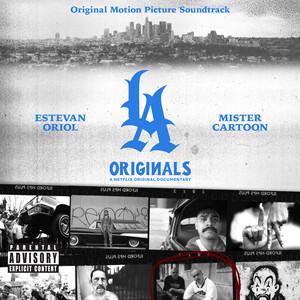 Original Motion Picture Soundtrack
ESTEVAN
ORIOL
LA
MISTER
CARTOON
ORIGINALS
A NETFLIX ORIGINAL DOCUMENTARY
PARENTAL
ADVISORY
EXPLICIT CONTENT